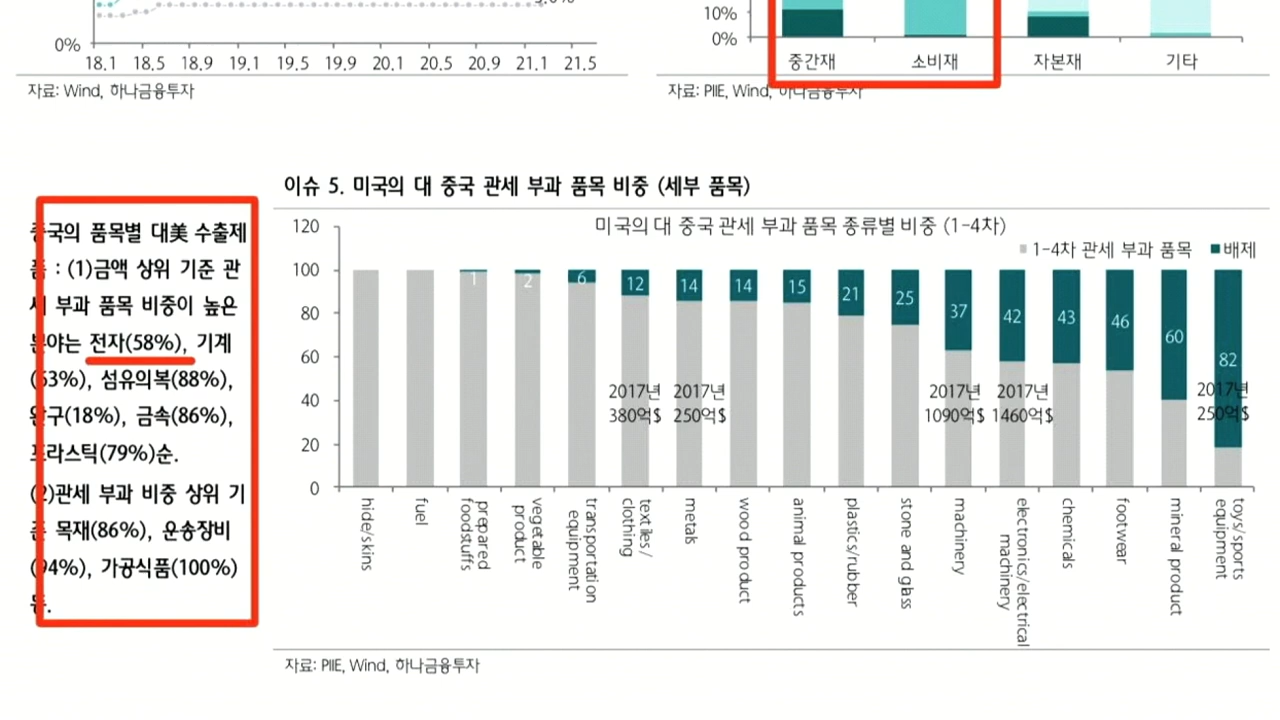 0%
18.1 18.5 18.9 19.1 19.5 19.9 20.1 20.5 20.9 21.1 21.5
자료: Wind, 하나금융투자
10%
0%
중간재 소비재 자본재 기타
자료: PIIE, Wind, 하나금융투자
중국의 품목별 대美 수출제
품 : (1)금액 상위 기준 관
세 부과 품목 비중이 높은
분야는 전자(58%), 기계
(63%), 섬유의복(88%),
완구(18%), 금속(86%),
프라스틱(79%)순.
(2)관세 부과 비중 상위 기
준 목재(86%), 운송장비
(94%), 가공식품(100%)
등.
이슈 5. 미국의 대 중국 관세 부과 품목 비중 (세부 품목)
미국의 대 중국 관세 부과 품목 종류별 비중 (1-4차)
1-4차 관세 부과 품목 배제
120
100
80
60
40
20
0
1 2 6 12 14 14 15 21 25 37 42 43 46 60 82
2017년
380억$
2017년
250억$
2017년
1090억$
2017년
1460억$
2017년
250억$
hide/skins
fuel
prepared
foodstuffs
vegetable
product
transportation
equipment
textiles/
clothing
metals
wood product
animal products
plastics/rubber
stone and glass
machinery
electronics/electrical
machinery
chemicals
footwear
mineral product
toys/sports
equipment
자료: PIIE, Wind, 하나금융투자